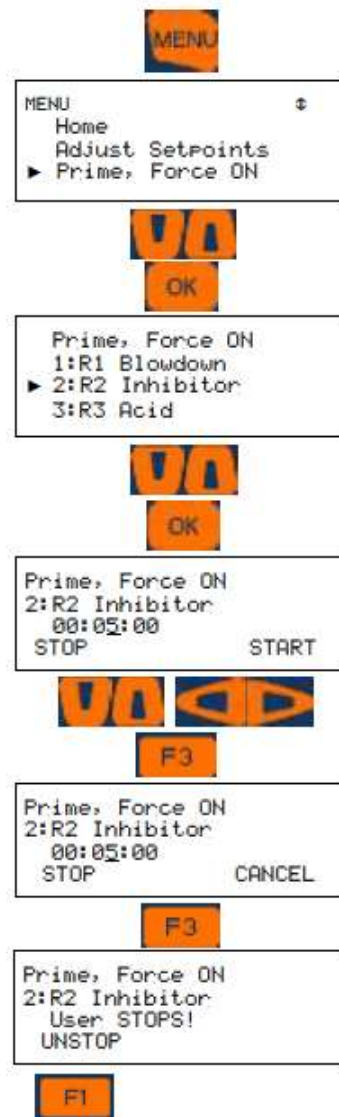 MENU
MENU ⇕
Home
Adjust Setpoints
► Prime, Force ON
OK
Prime, Force ON
1:R1 Blowdown
► 2:R2 Inhibitor
3:R3 Acid
OK
Prime, Force ON
2:R2 Inhibitor
00:05:00
STOP START
F3
Prime, Force ON
2:R2 Inhibitor
00:05:00
STOP CANCEL
F3
Prime, Force ON
2:R2 Inhibitor
User STOPS!
UNSTOP
F1